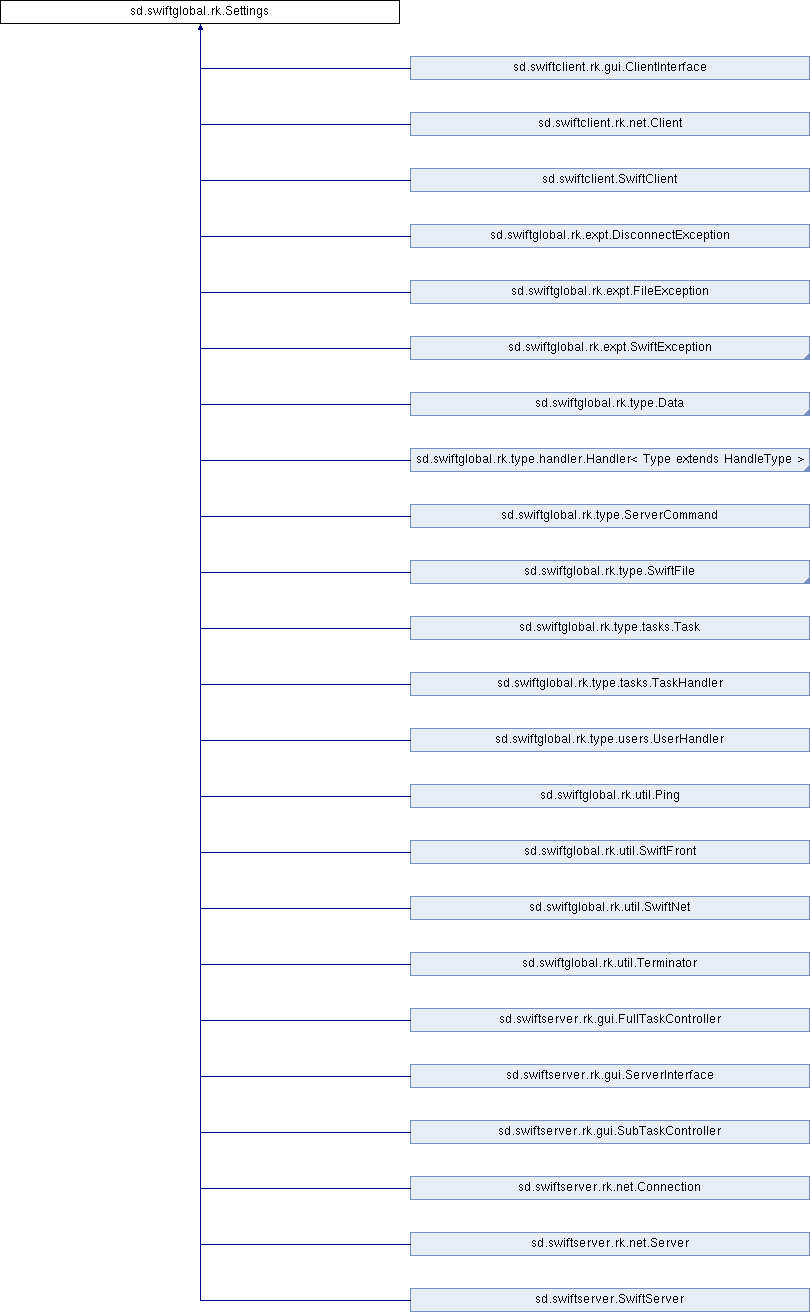 sd.swiftglobal.rk.Settings
sd.swiftclient.rk.gui.ClientInterface
sd.swiftclient.rk.net.Client
sd.swiftclient.SwiftClient
sd.swiftglobal.rk.expt.DisconnectException
sd.swiftglobal.rk.expt.FileException
sd.swiftglobal.rk.expt.SwiftException
sd.swiftglobal.rk.type.Data
sd.swiftglobal.rk.type.handler.Handler< Type extends HandleType >
sd.swiftglobal.rk.type.ServerCommand
sd.swiftglobal.rk.type.SwiftFile
sd.swiftglobal.rk.type.tasks.Task
sd.swiftglobal.rk.type.tasks.TaskHandler
sd.swiftglobal.rk.type.users.UserHandler
sd.swiftglobal.rk.util.Ping
sd.swiftglobal.rk.util.SwiftFront
sd.swiftglobal.rk.util.SwiftNet
sd.swiftglobal.rk.util.Terminator
sd.swiftserver.rk.gui.FullTaskController
sd.swiftserver.rk.gui.ServerInterface
sd.swiftserver.rk.gui.SubTaskController
sd.swiftserver.rk.net.Connection
sd.swiftserver.rk.net.Server
sd.swiftserver.SwiftServer